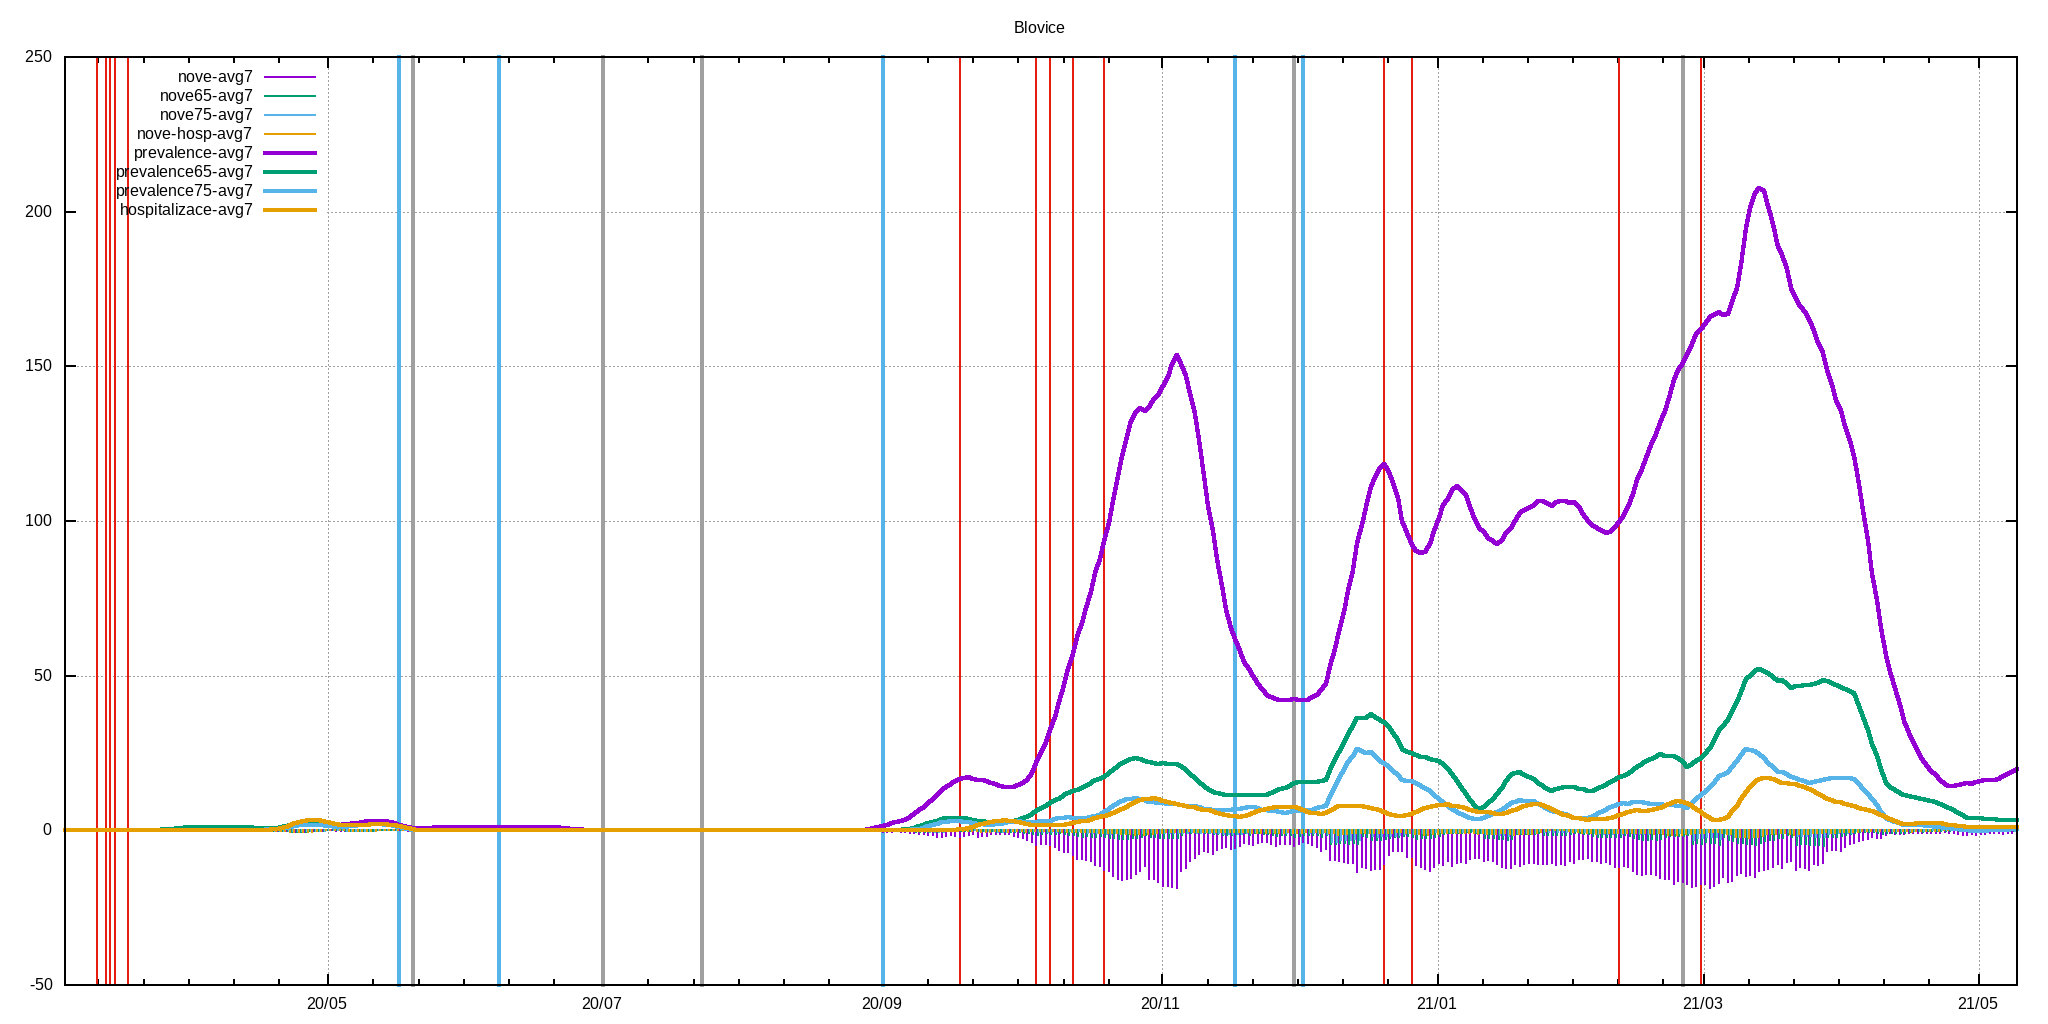 Blovice
250
nove-avg7
nove65-avg7
nove75-avg7
nove-hosp-avg7
prevalence-avg7
prevalence65-avg7
prevalence75-avg7
hospitalizace-avg7
200
150
100
50
0
-50
20/05 20/07 20/09 20/11 21/01 21/03 21/05